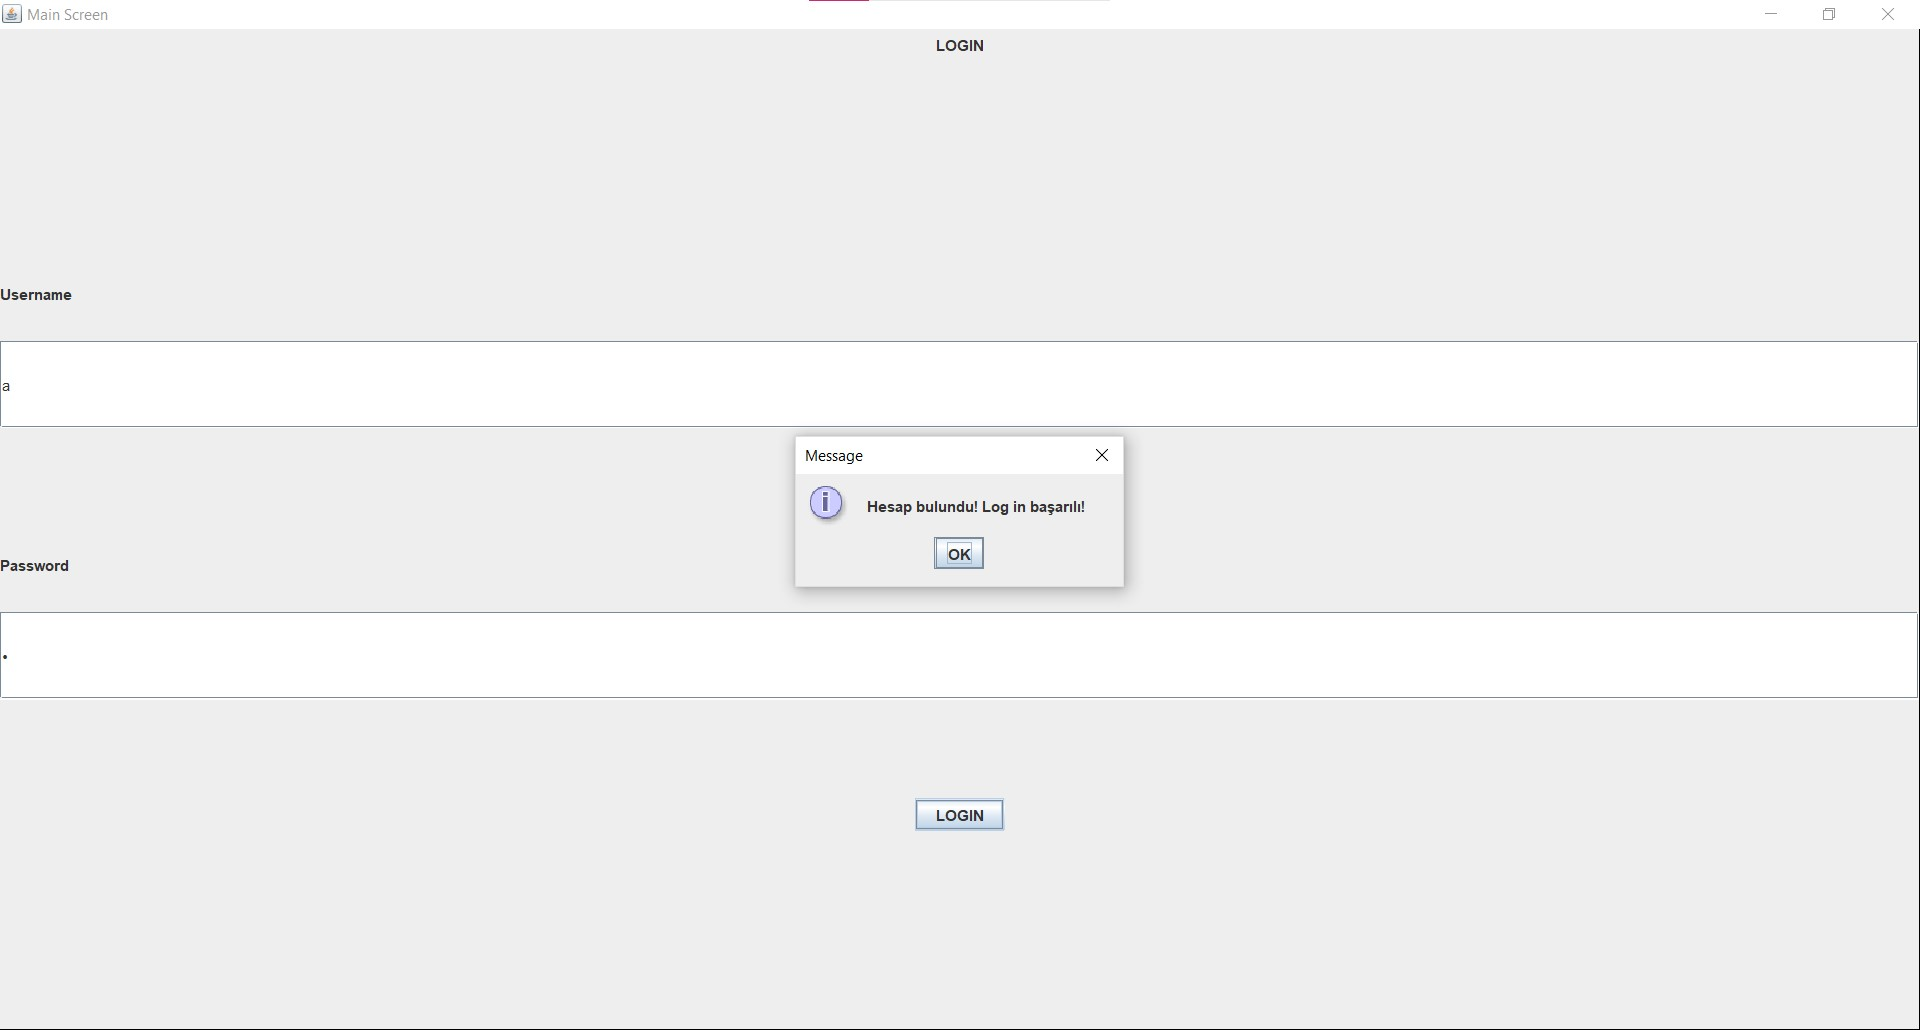 Main Screen
LOGIN
Username
a
Message
Hesap bulundu! Log in başarılı!
OK
Password
•
LOGIN